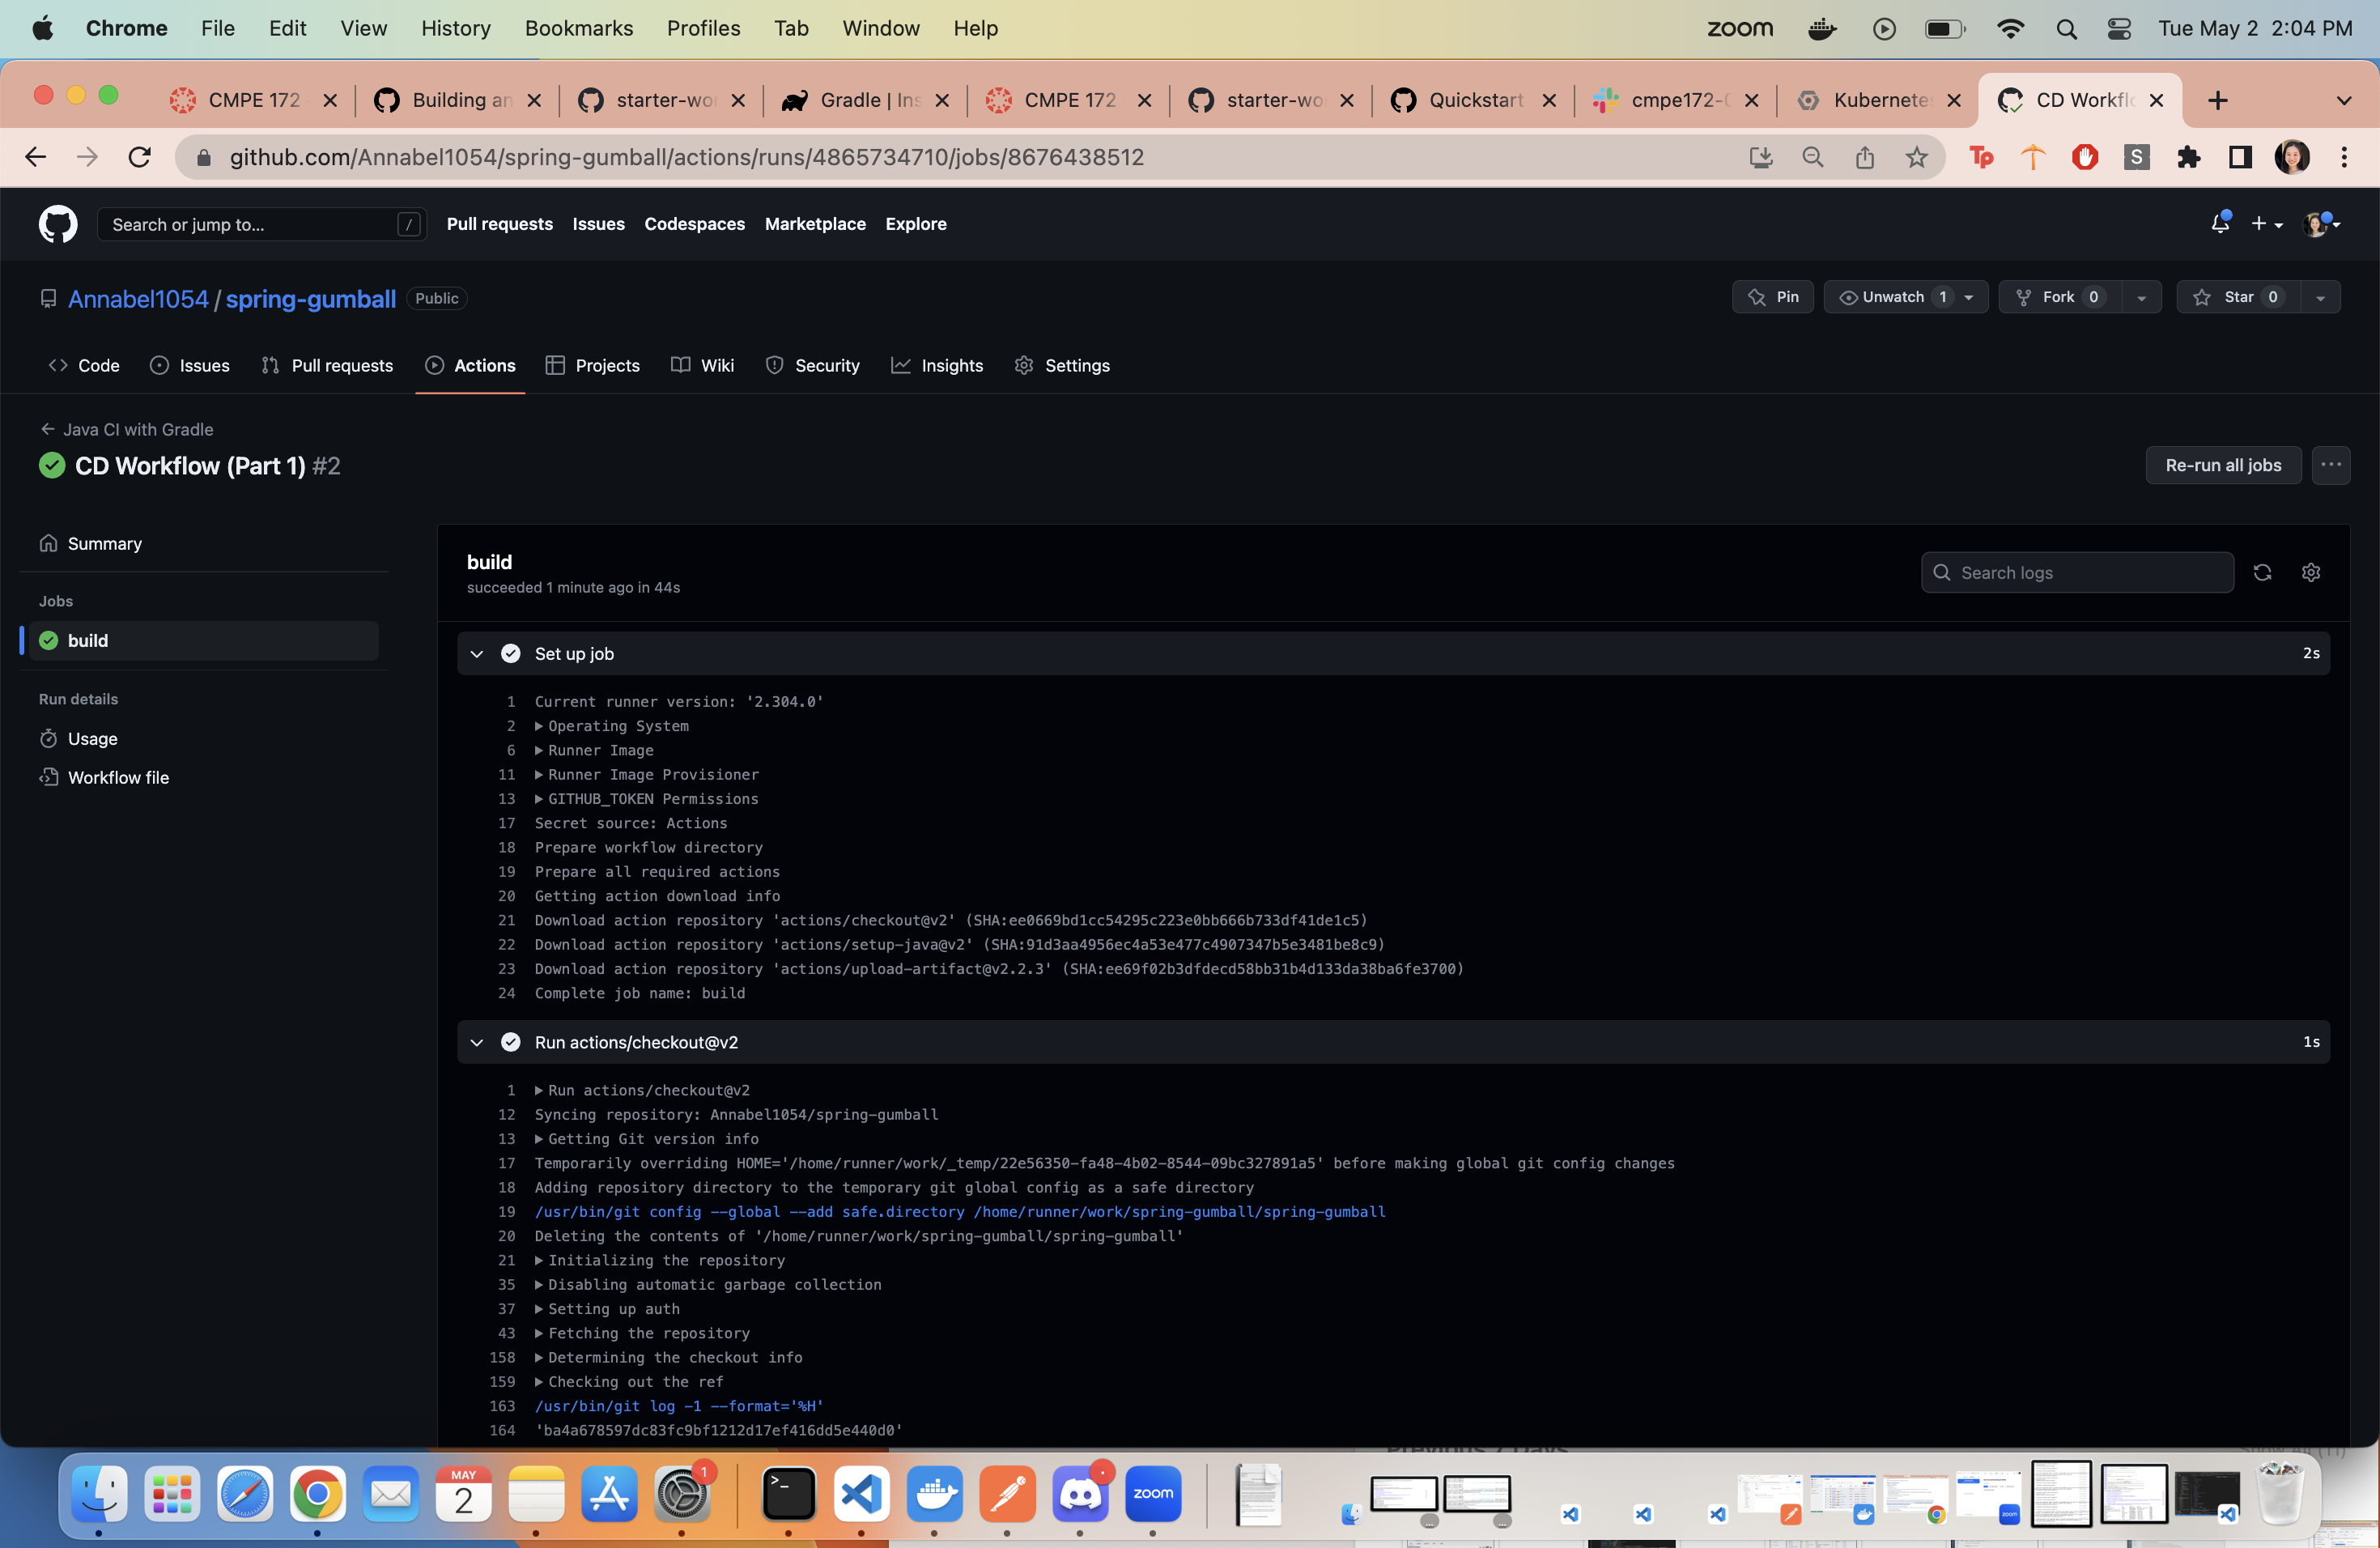 Chrome File Edit View History Bookmarks Profiles Tab Window Help zoom Tue May 2 2:04 PM
CMPE 172 Building an starter-wo Gradle | Ins CMPE 172 starter-wo Quickstart cmpe172- Kubernete CD Workfl
github.com/Annabel1054/spring-gumball/actions/runs/4865734710/jobs/8676438512 Tp S
Search or jump to... / Pull requests Issues Codespaces Marketplace Explore
Annabel1054 / spring-gumball Public Pin Unwatch 1 Fork 0 Star 0
Code Issues Pull requests Actions Projects Wiki Security Insights Settings
Java CI with Gradle
CD Workflow (Part 1) #2 Re-run all jobs
Summary
Jobs
build
Run details
Usage
Workflow file
build
succeeded 1 minute ago in 44s
Search logs
Set up job 2s
1 Current runner version: '2.304.0'
2 Operating System
6 Runner Image
11 Runner Image Provisioner
13 GITHUB_TOKEN Permissions
17 Secret source: Actions
18 Prepare workflow directory
19 Prepare all required actions
20 Getting action download info
21 Download action repository 'actions/checkout@v2' (SHA:ee0669bd1cc54295c223e0bb666b733df41de1c5)
22 Download action repository 'actions/setup-java@v2' (SHA:91d3aa4956ec4a53e477c4907347b5e3481be8c9)
23 Download action repository 'actions/upload-artifact@v2.2.3' (SHA:ee69f02b3dfdecd58bb31b4d133da38ba6fe3700)
24 Complete job name: build
Run actions/checkout@v2 1s
1 Run actions/checkout@v2
12 Syncing repository: Annabel1054/spring-gumball
13 Getting Git version info
17 Temporarily overriding HOME='/home/runner/work/_temp/22e56350-fa48-4b02-8544-09bc327891a5' before making global git config changes
18 Adding repository directory to the temporary git global config as a safe directory
19 /usr/bin/git config --global --add safe.directory /home/runner/work/spring-gumball/spring-gumball
20 Deleting the contents of '/home/runner/work/spring-gumball/spring-gumball'
21 Initializing the repository
35 Disabling automatic garbage collection
37 Setting up auth
43 Fetching the repository
158 Determining the checkout info
159 Checking out the ref
163 /usr/bin/git log -1 --format='%H'
164 'ba4a678597dc83fc9bf1212d17ef416dd5e440d0'
MAY
2
1
zoom